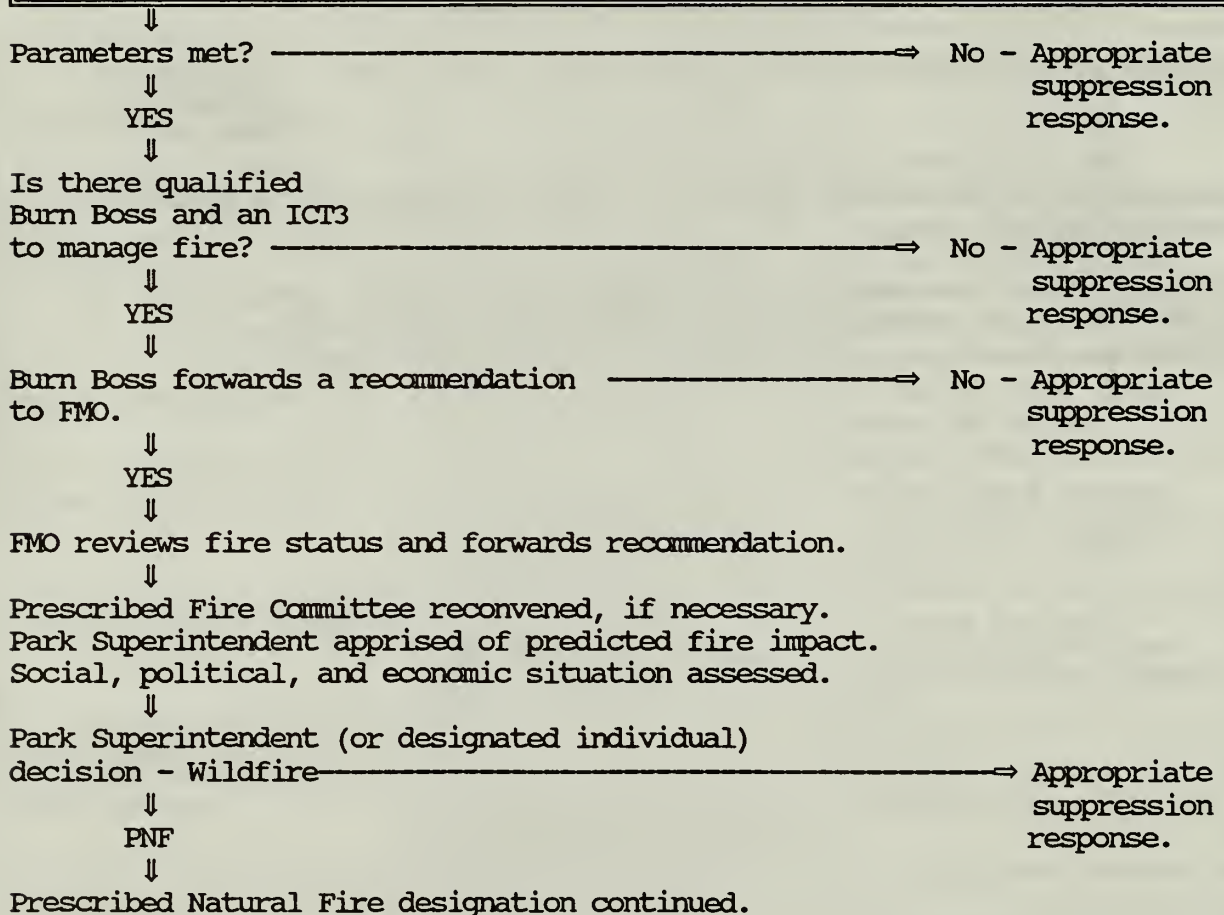 ⇓
Parameters met? ⇒ No - Appropriate
⇓ suppression
YES response.
⇓
Is there qualified
Burn Boss and an ICT3
to manage fire? ⇒ No - Appropriate
⇓ suppression
YES response.
⇓
Burn Boss forwards a recommendation ⇒ No - Appropriate
to FMO. suppression
⇓ response.
YES
⇓
FMO reviews fire status and forwards recommendation.
⇓
Prescribed Fire Committee reconvened, if necessary.
Park Superintendent apprised of predicted fire impact.
Social, political, and economic situation assessed.
⇓
Park Superintendent (or designated individual)
decision - Wildfire ⇒ Appropriate
⇓ suppression
PNF response.
⇓
Prescribed Natural Fire designation continued.